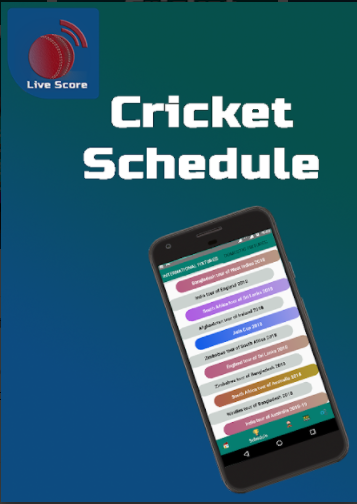 Live Score
Cricket
Schedule
INTERNATIONAL FIXTURES
Bangladesh tour of West Indies 2018
India tour of England 2018
South Africa tour of Sri Lanka 2018
Afghanistan tour of Ireland 2018
Asia Cup 2018
Zimbabwe tour of South Africa 2018
England tour of Sri Lanka 2018
Zimbabwe tour of Bangladesh 2018
South Africa tour of Australia 2018
tour of Bangladesh 2018
India tour of Australia 2018-19
Schedule